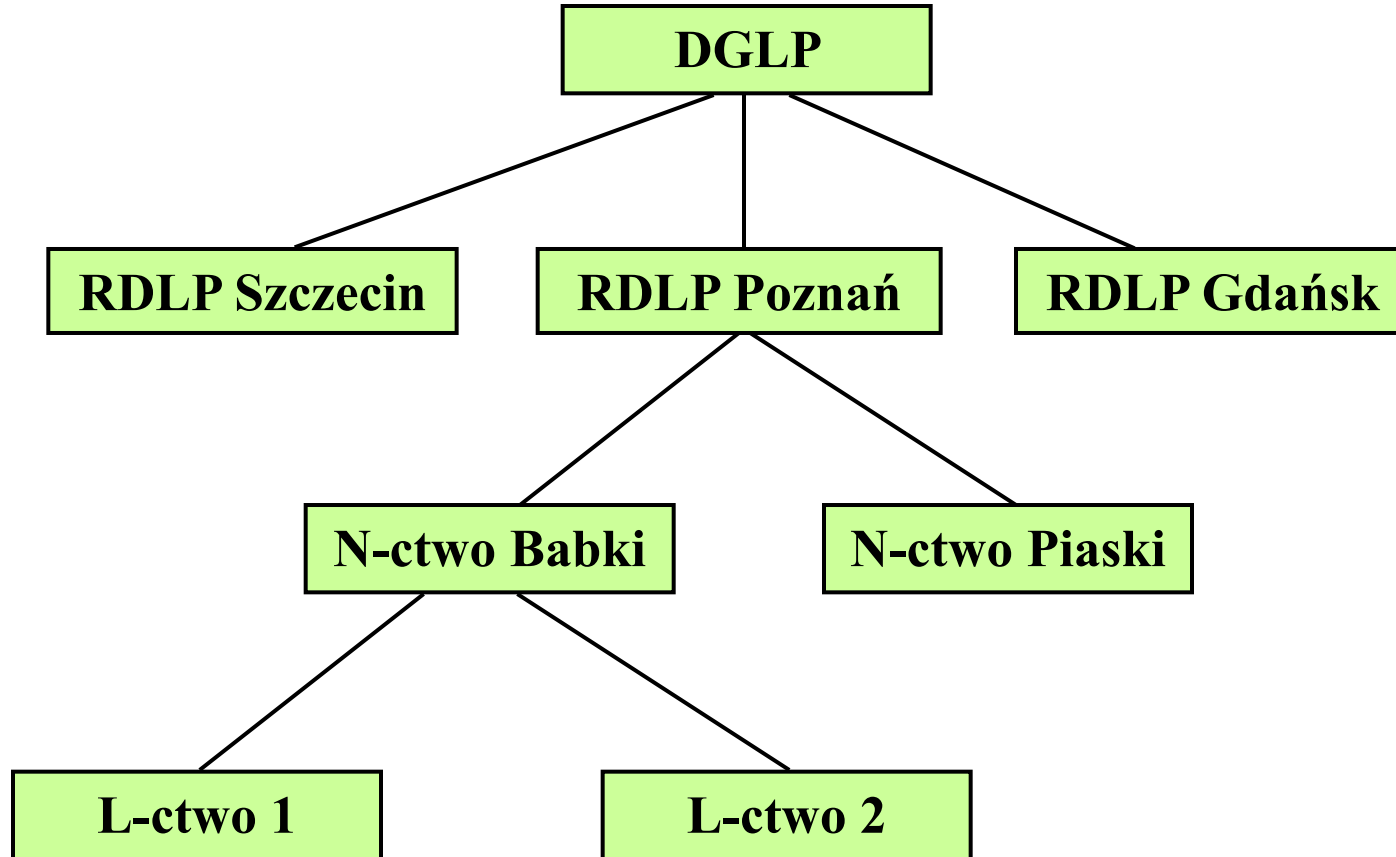 DGLP
RDLP Szczecin
RDLP Poznań
RDLP Gdańsk
N-ctwo Babki
N-ctwo Piaski
L-ctwo 1
L-ctwo 2